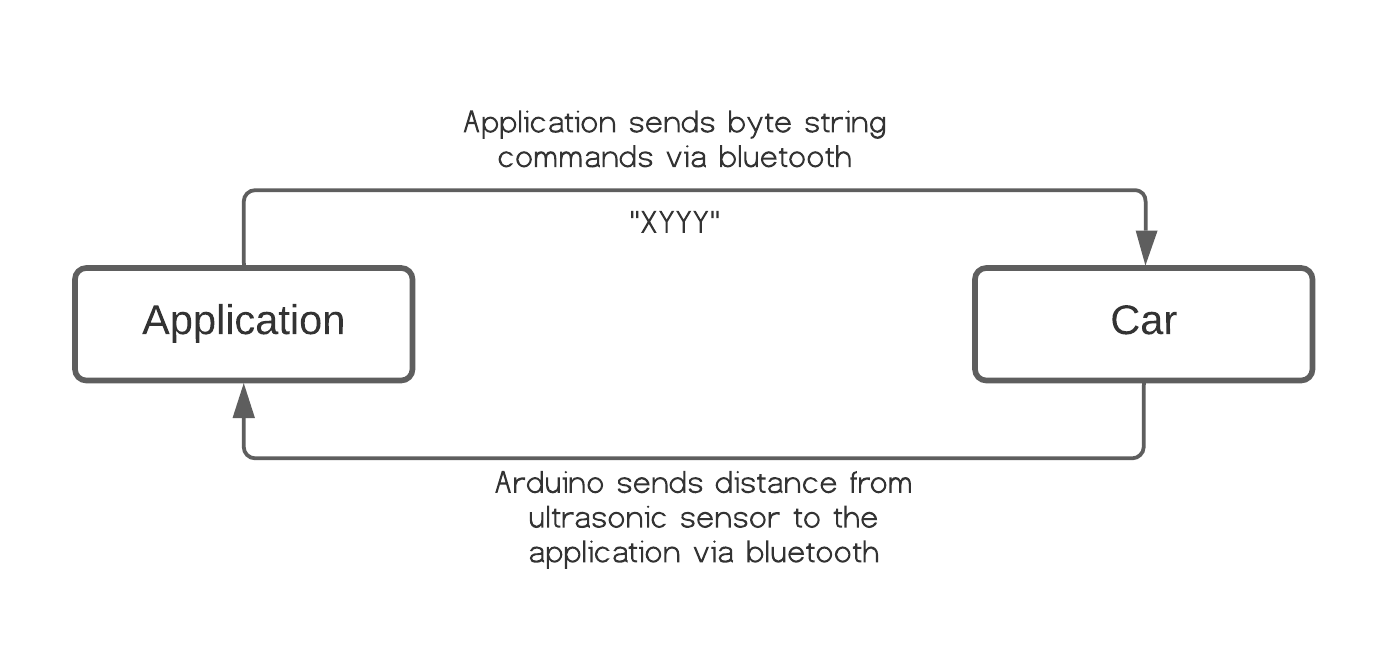 Application sends byte string
commands via bluetooth
"XYYY"
Application
Car
Arduino sends distance from
ultrasonic sensor to the
application via bluetooth